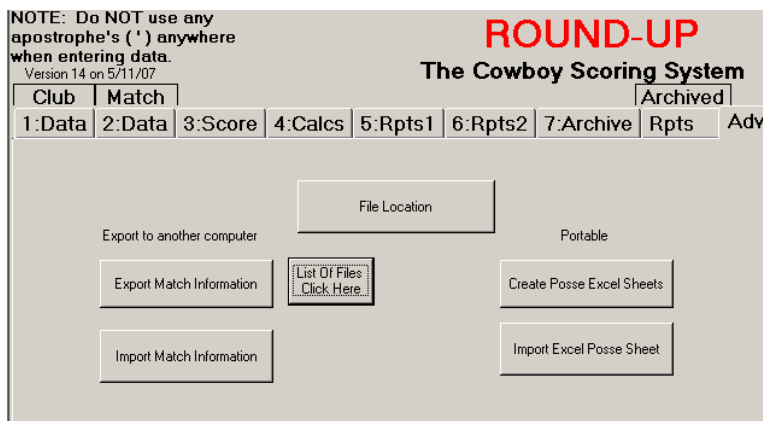 NOTE: Do NOT use any
apostrophe's ( ' ) anywhere
when entering data.
Version 14 on 5/11/07
ROUND-UP
The Cowboy Scoring System
Club Match Archived
1:Data 2:Data 3:Score 4:Calcs 5:Rpts1 6:Rpts2 7:Archive Rpts Adv
File Location
Export to another computer
Portable
Export Match Information
List Of Files
Click Here
Create Posse Excel Sheets
Import Match Information
Import Excel Posse Sheet